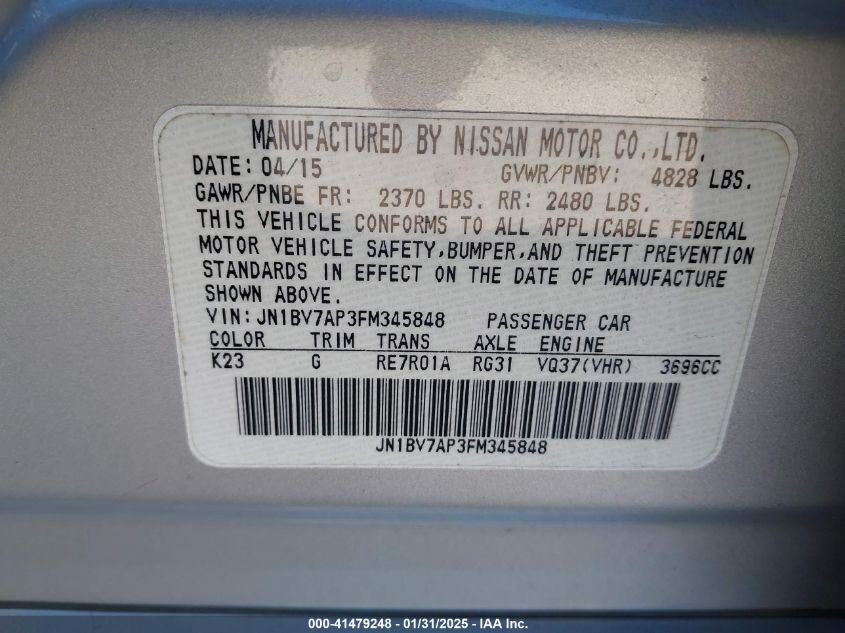 MANUFACTURED BY NISSAN MOTOR CO.,LTD.
DATE: 04/15 GVWR/PNBV: 4828 LBS.
GAWR/PNBE FR: 2370 LBS. RR: 2480 LBS.
THIS VEHICLE CONFORMS TO ALL APPLICABLE FEDERAL
MOTOR VEHICLE SAFETY,BUMPER,AND THEFT PREVENTION
STANDARDS IN EFFECT ON THE DATE OF MANUFACTURE
SHOWN ABOVE.
VIN: JN1BV7AP3FM345848 PASSENGER CAR
COLOR TRIM TRANS AXLE ENGINE
K23 G RE7R01A RG31 VQ37(VHR) 3696CC
JN1BV7AP3FM345848
000-41479248 - 01/31/2025 - IAA Inc.